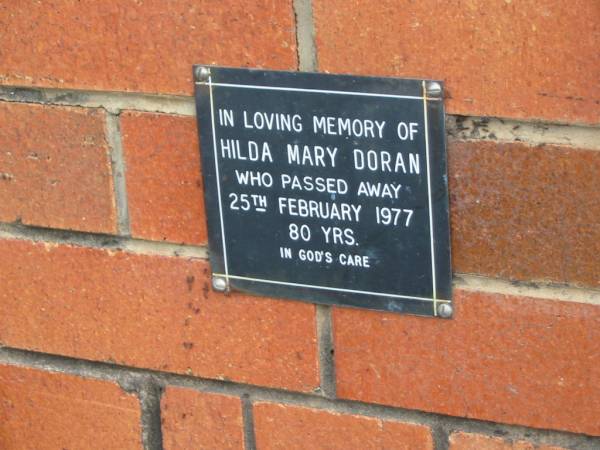 IN LOVING MEMORY OF
HILDA MARY DORAN
WHO PASSED AWAY
25TH FEBRUARY 1977
80 YRS.
IN GOD'S CARE